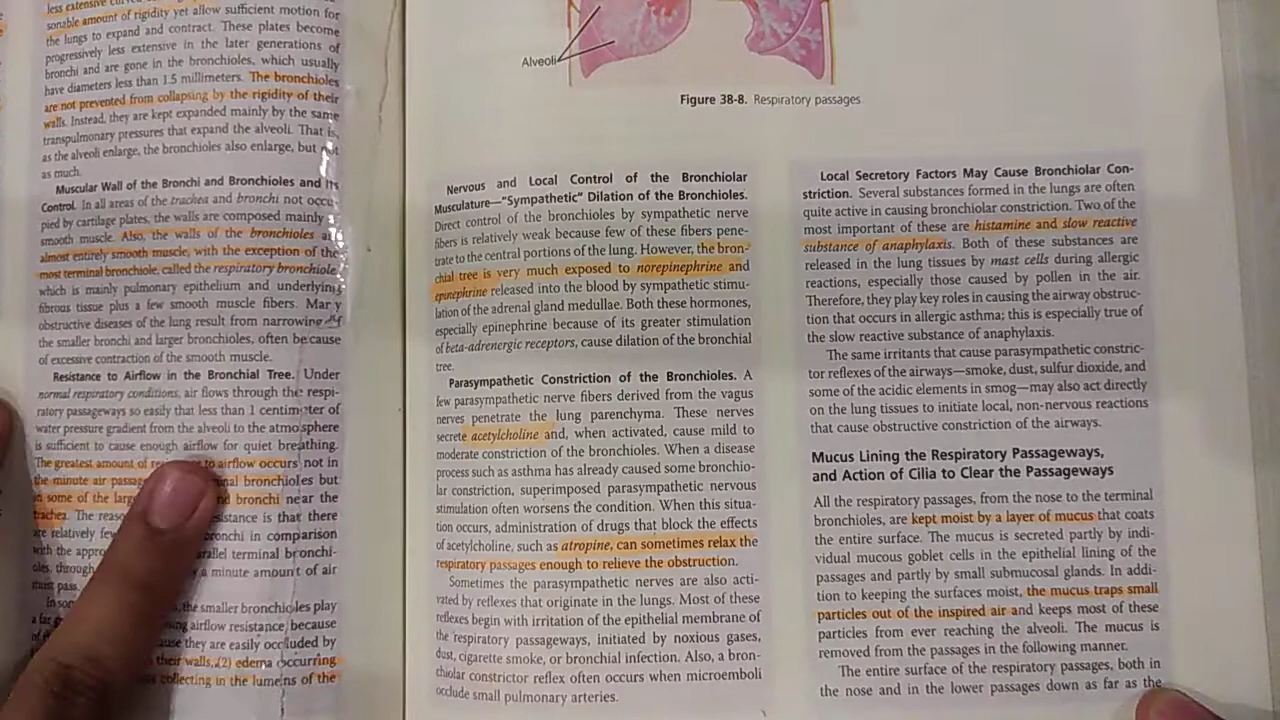 less extensive
sonable amount of rigidity yet allow sufficient motion for
the lungs to expand and contract. These plates become
progressively less extensive in the later generations of
bronchi and are gone in the bronchioles, which usually
have diameters less than 1.5 millimeters. The bronchioles
are not prevented from collapsing by the rigidity of their
walls. Instead, they are kept expanded mainly by the same
transpulmonary pressures that expand the alveoli. That is,
as the alveoli enlarge, the bronchioles also enlarge, but not
as much.
Muscular Wall of the Bronchi and Bronchioles and Its
Control. In all areas of the trachea and bronchi not occu-
pied by cartilage plates, the walls are composed mainly
smooth muscle. Also, the walls of the bronchioles
almost entirely smooth muscle, with the exception of the
most terminal bronchiole, called the respiratory bronchiole,
which is mainly pulmonary epithelium and underlying
fibrous tissue plus a few smooth muscle fibers. Many
obstructive diseases of the lung result from narrowing of
the smaller bronchi and larger bronchioles, often because
of excessive contraction of the smooth muscle.
Resistance to Airflow in the Bronchial Tree. Under
normal respiratory conditions, air flows through the respi-
ratory passageways so easily that less than 1 centimeter of
water pressure gradient from the alveoli to the atmosphere
is sufficient to cause enough airflow for quiet breathing.
The greatest amount of to airflow occurs not in
the minute air bronchioles but
in some of the bronchi near the
trachea. The is that there
are relatively in comparison
with the terminal bronchi-
oles, through a minute amount of air
must pass.
the smaller bronchioles play
a far airflow resistance, because
they are easily occluded by
their walls, (2) edema occurring
collecting in the lumens of the
Alveoli
Figure 38-8. Respiratory passages.
Nervous and Local Control of the Bronchiolar
Musculature—"Sympathetic" Dilation of the Bronchioles.
Direct control of the bronchioles by sympathetic nerve
fibers is relatively weak because few of these fibers pene-
trate to the central portions of the lung. However, the bron-
chial tree is very much exposed to norepinephrine and
epinephrine released into the blood by sympathetic stimu-
lation of the adrenal gland medullae. Both these hormones,
especially epinephrine because of its greater stimulation
of beta-adrenergic receptors, cause dilation of the bronchial
tree.
Parasympathetic Constriction of the Bronchioles. A
few parasympathetic nerve fibers derived from the vagus
nerves penetrate the lung parenchyma. These nerves
secrete acetylcholine and, when activated, cause mild to
moderate constriction of the bronchioles. When a disease
process such as asthma has already caused some bronchio-
lar constriction, superimposed parasympathetic nervous
stimulation often worsens the condition. When this situa-
tion occurs, administration of drugs that block the effects
of acetylcholine, such as atropine, can sometimes relax the
respiratory passages enough to relieve the obstruction.
Sometimes the parasympathetic nerves are also acti-
vated by reflexes that originate in the lungs. Most of these
reflexes begin with irritation of the epithelial membrane of
the respiratory passageways, initiated by noxious gases,
dust, cigarette smoke, or bronchial infection. Also, a bron-
chiolar constrictor reflex often occurs when microemboli
occlude small pulmonary arteries.
Local Secretory Factors May Cause Bronchiolar Con-
striction. Several substances formed in the lungs are often
quite active in causing bronchiolar constriction. Two of the
most important of these are histamine and slow reactive
substance of anaphylaxis. Both of these substances are
released in the lung tissues by mast cells during allergic
reactions, especially those caused by pollen in the air.
Therefore, they play key roles in causing the airway obstruc-
tion that occurs in allergic asthma; this is especially true of
the slow reactive substance of anaphylaxis.
The same irritants that cause parasympathetic constric-
tor reflexes of the airways—smoke, dust, sulfur dioxide, and
some of the acidic elements in smog—may also act directly
on the lung tissues to initiate local, non-nervous reactions
that cause obstructive constriction of the airways.
Mucus Lining the Respiratory Passageways,
and Action of Cilia to Clear the Passageways
All the respiratory passages, from the nose to the terminal
bronchioles, are kept moist by a layer of mucus that coats
the entire surface. The mucus is secreted partly by indi-
vidual mucous goblet cells in the epithelial lining of the
passages and partly by small submucosal glands. In addi-
tion to keeping the surfaces moist, the mucus traps small
particles out of the inspired air and keeps most of these
particles from ever reaching the alveoli. The mucus is
removed from the passages in the following manner.
The entire surface of the respiratory passages, both in
the nose and in the lower passages down as far as the